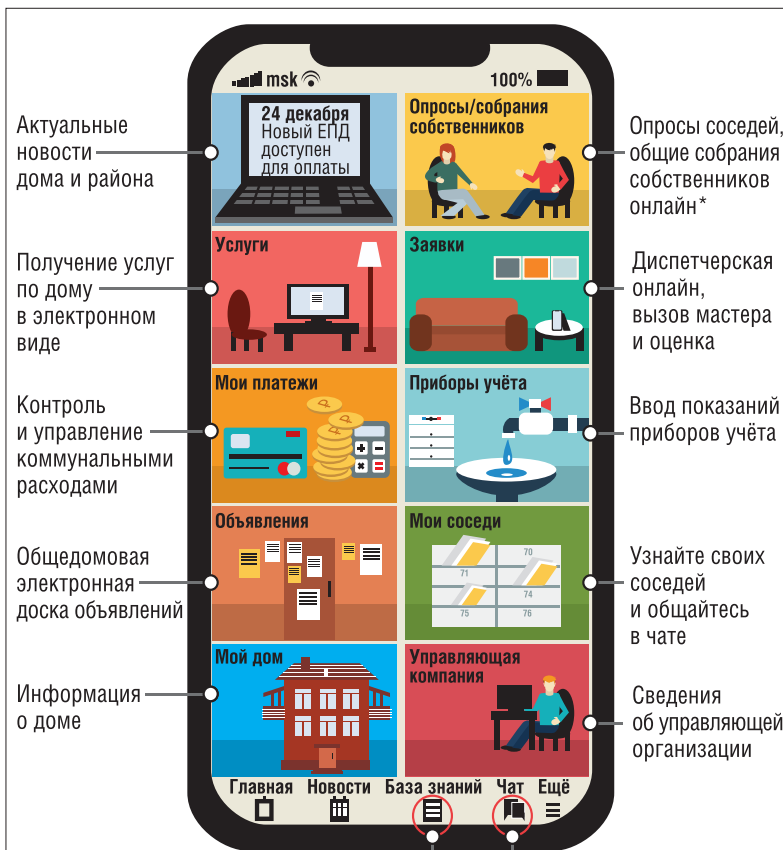 msk
100%
24 декабря
Новый ЕПД
доступен
для оплаты
Опросы/собрания
собственников
Актуальные
новости
дома и района
Опросы соседей,
общие собрания
собственников
онлайн*
Услуги
Заявки
Получение услуг
по дому
в электронном
виде
Диспетчерская
онлайн,
вызов мастера
и оценка
Мои платежи
Приборы учёта
Контроль
и управление
коммунальными
расходами
Ввод показаний
приборов учёта
Объявления
Мои соседи
70
71
74
75
76
Общедомовая
электронная
доска объявлений
Узнайте своих
соседей
и общайтесь
в чате
Мой дом
Управляющая
компания
Информация
о доме
Сведения
об управляющей
организации
Главная Новости База знаний Чат Ещё